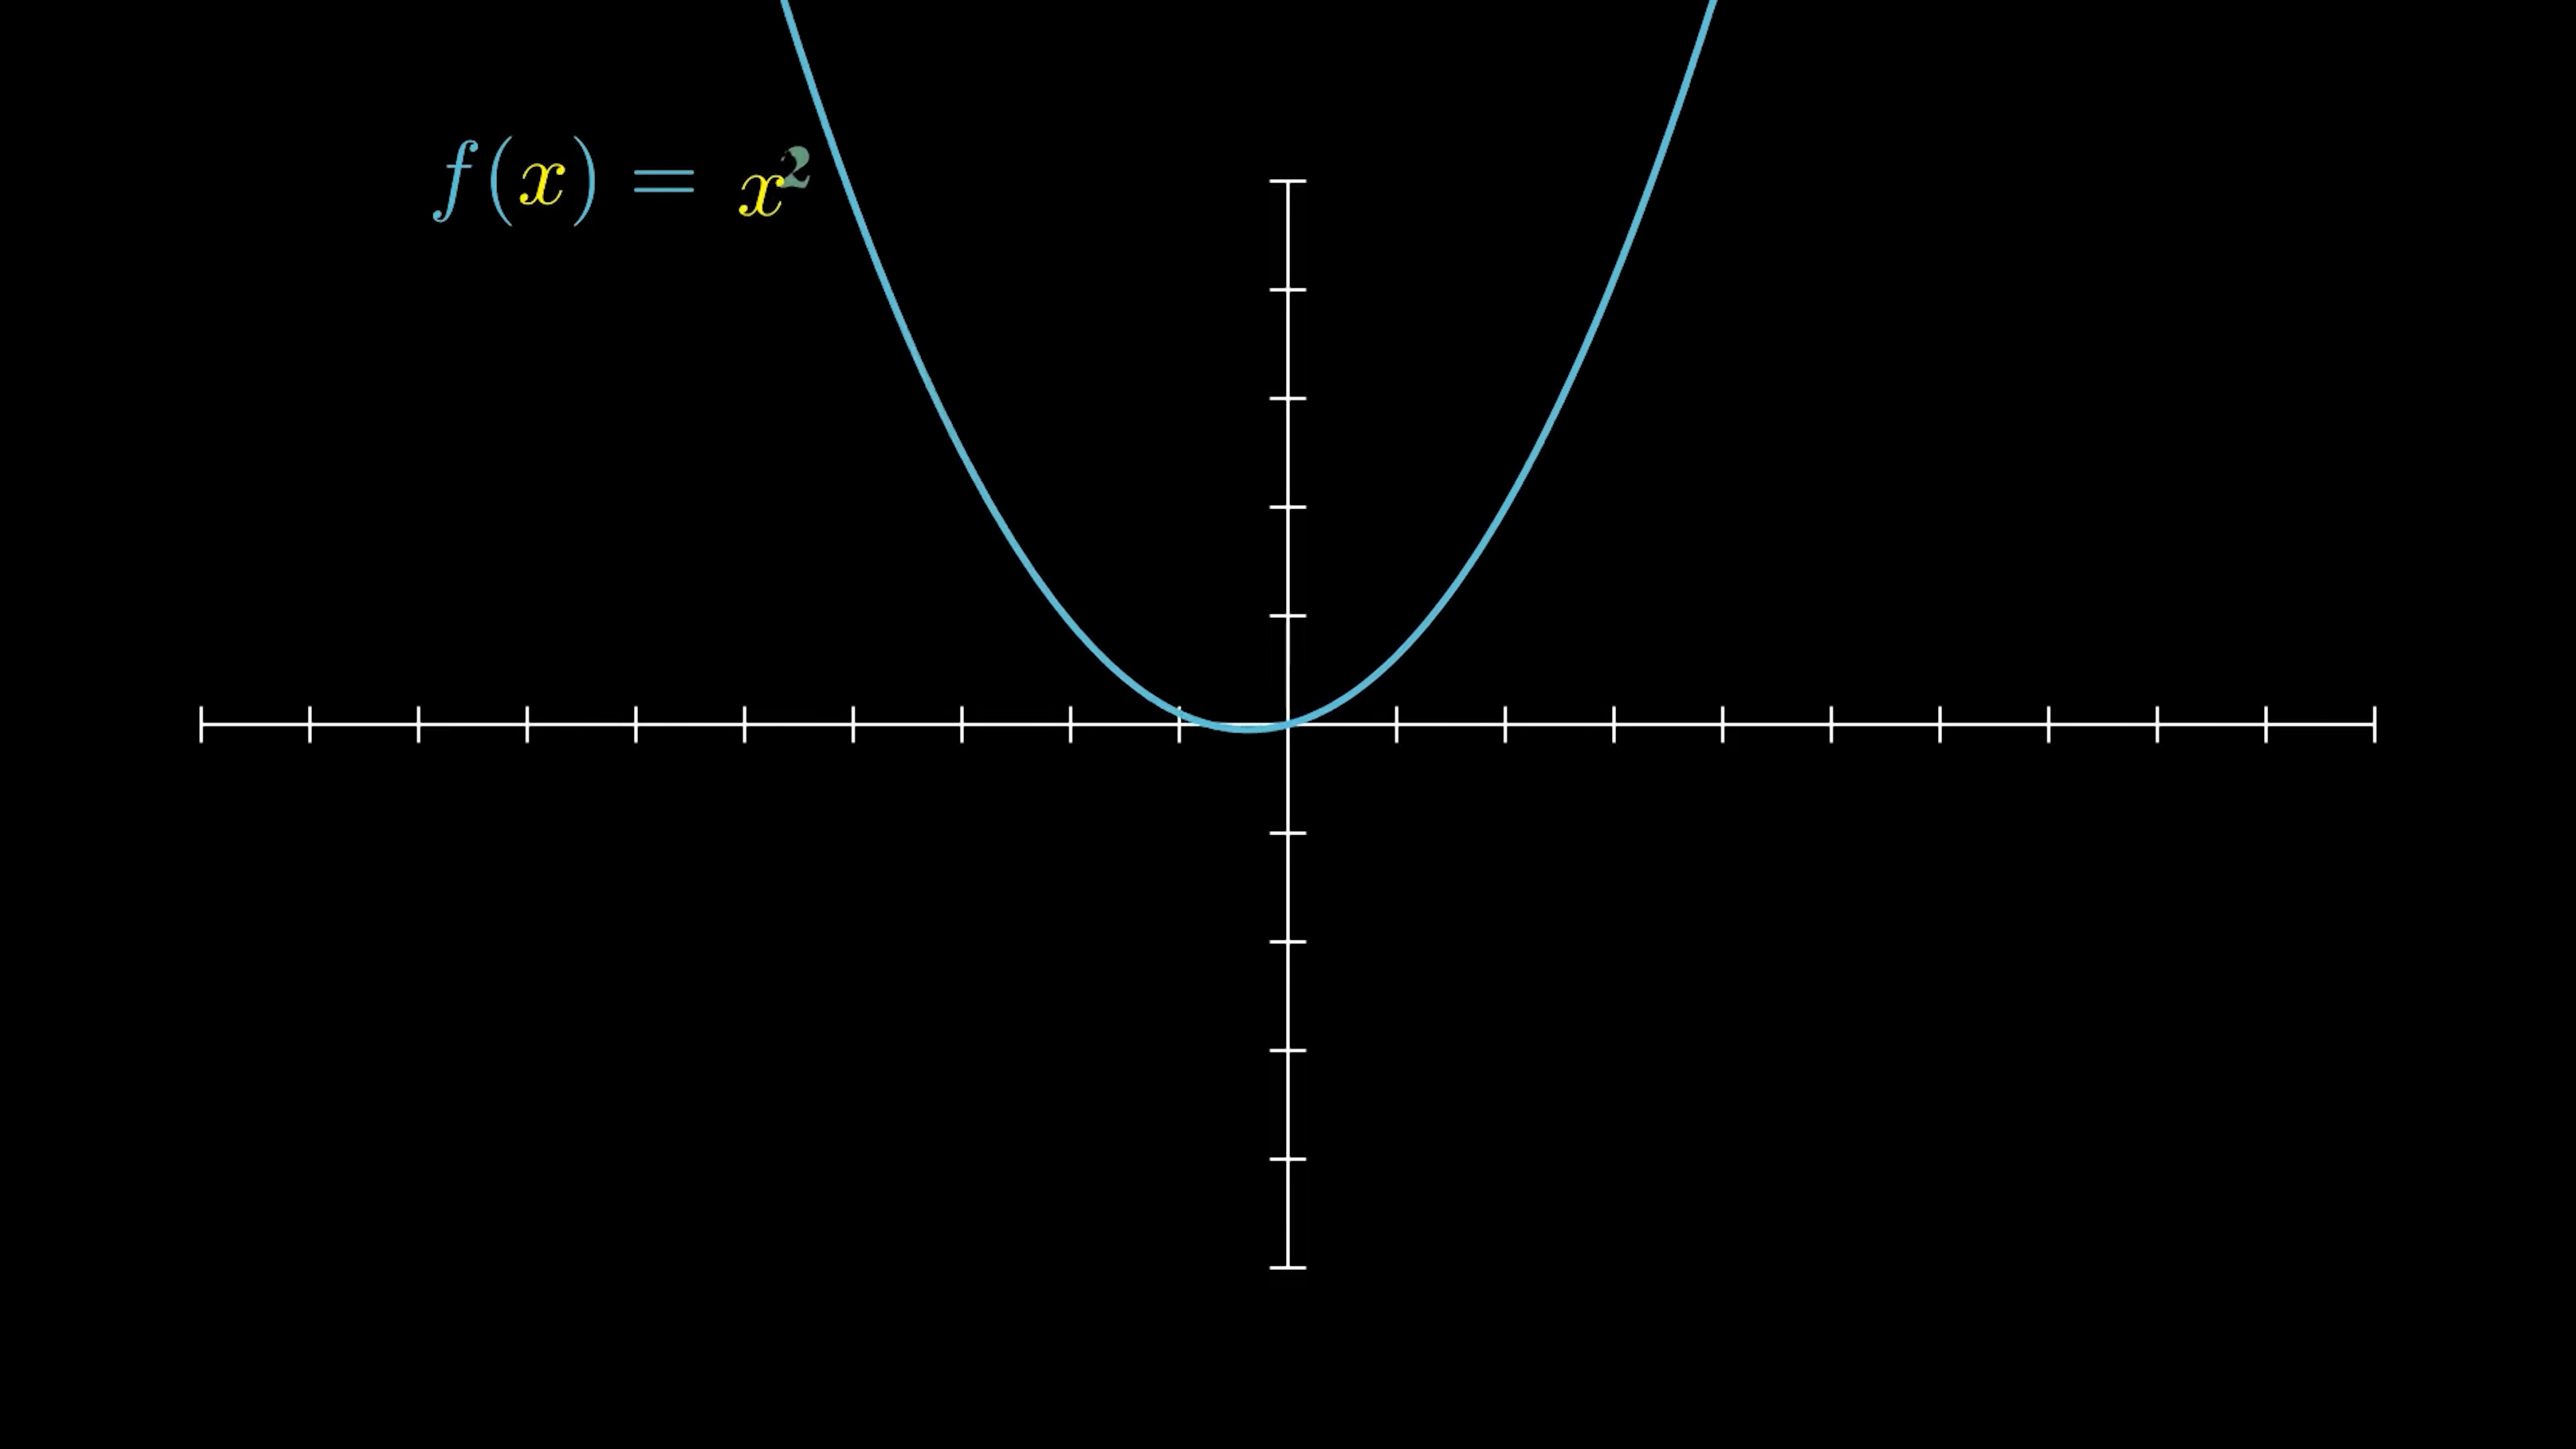 f(x) = x²